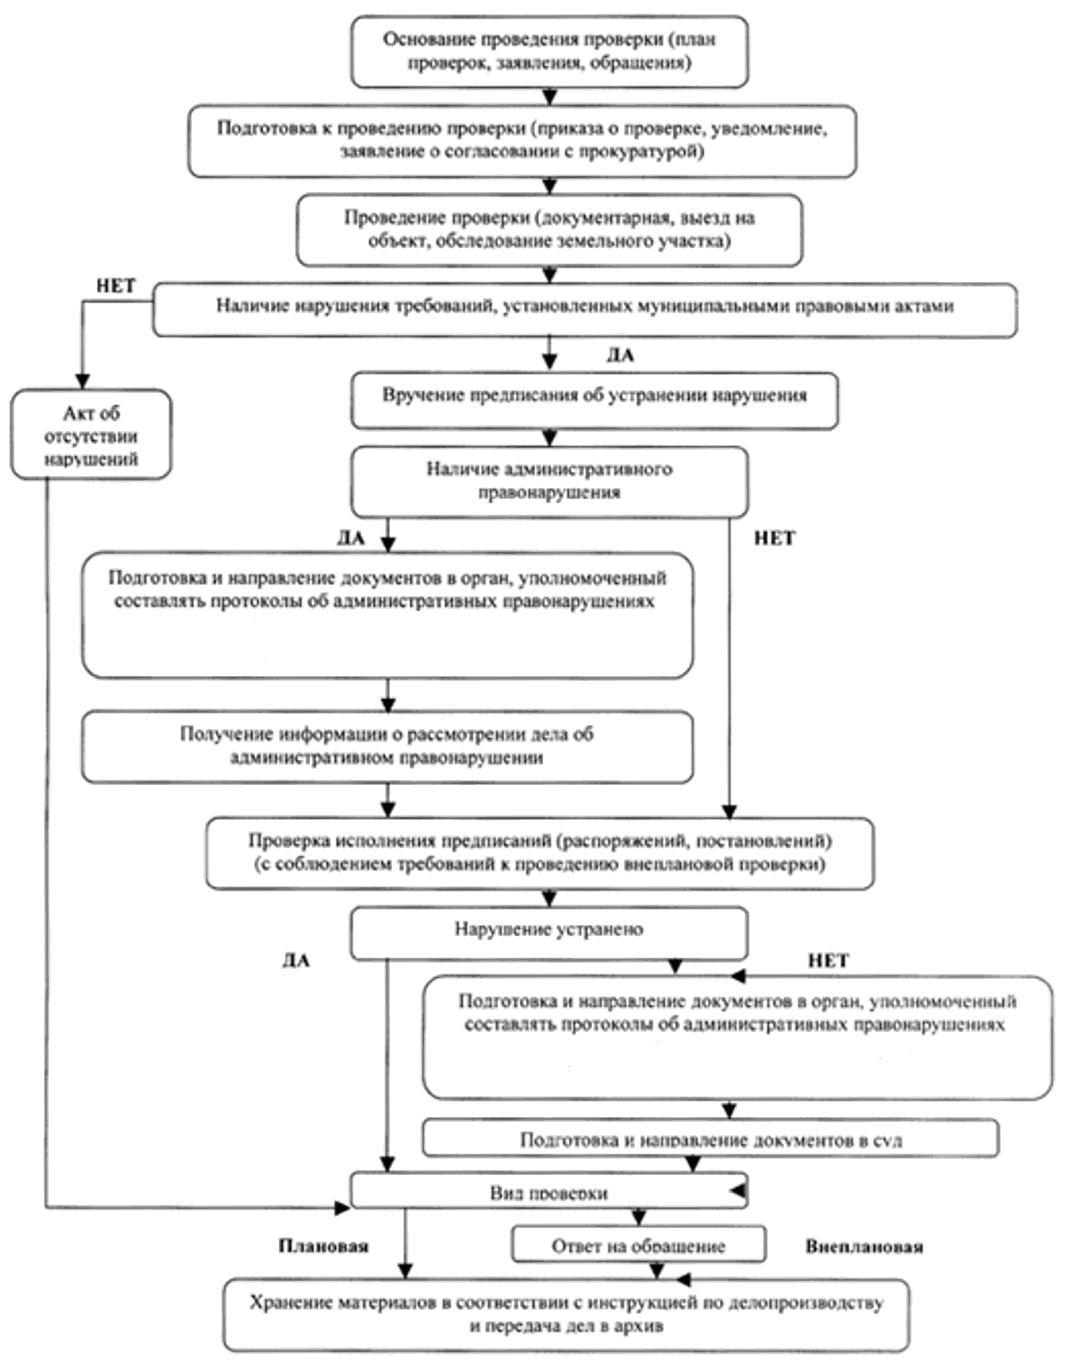 Основание проведения проверки (план
проверок, заявления, обращения)
Подготовка к проведению проверки (приказа о проверке, уведомление,
заявление о согласовании с прокуратурой)
Проведение проверки (документарная, выезд на
объект, обследование земельного участка)
НЕТ
Наличие нарушения требований, установленных муниципальными правовыми актами
ДА
Вручение предписания об устранении нарушения
Акт об
отсутствии
нарушений
Наличие административного
правонарушения
ДА
НЕТ
Подготовка и направление документов в орган, уполномоченный
составлять протоколы об административных правонарушениях
Получение информации о рассмотрении дела об
административном правонарушении
Проверка исполнения предписаний (распоряжений, постановлений)
(с соблюдением требований к проведению внеплановой проверки)
Нарушение устранено
ДА
НЕТ
Подготовка и направление документов в орган, уполномоченный
составлять протоколы об административных правонарушениях
Подготовка и направление документов в суд
Вид проверки
Плановая
Ответ на обращение
Внеплановая
Хранение материалов в соответствии с инструкцией по делопроизводству
и передача дел в архив